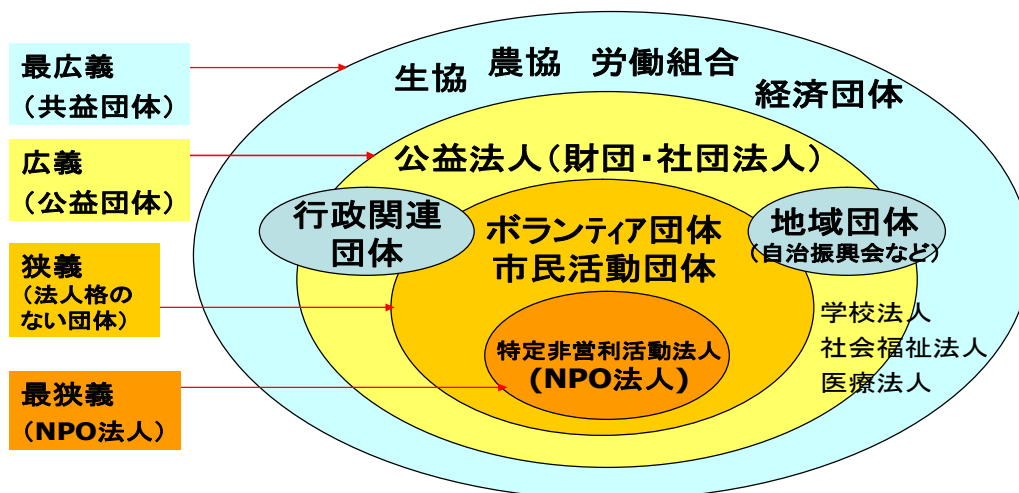 最広義
（共益団体）
広義
（公益団体）
狭義
（法人格の
ない団体）
最狭義
（NPO法人）
生協　農協　労働組合
経済団体
公益法人（財団・社団法人）
行政関連
団体
ボランティア団体
市民活動団体
地域団体
（自治振興会など）
特定非営利活動法人
(NPO法人)
学校法人
社会福祉法人
医療法人